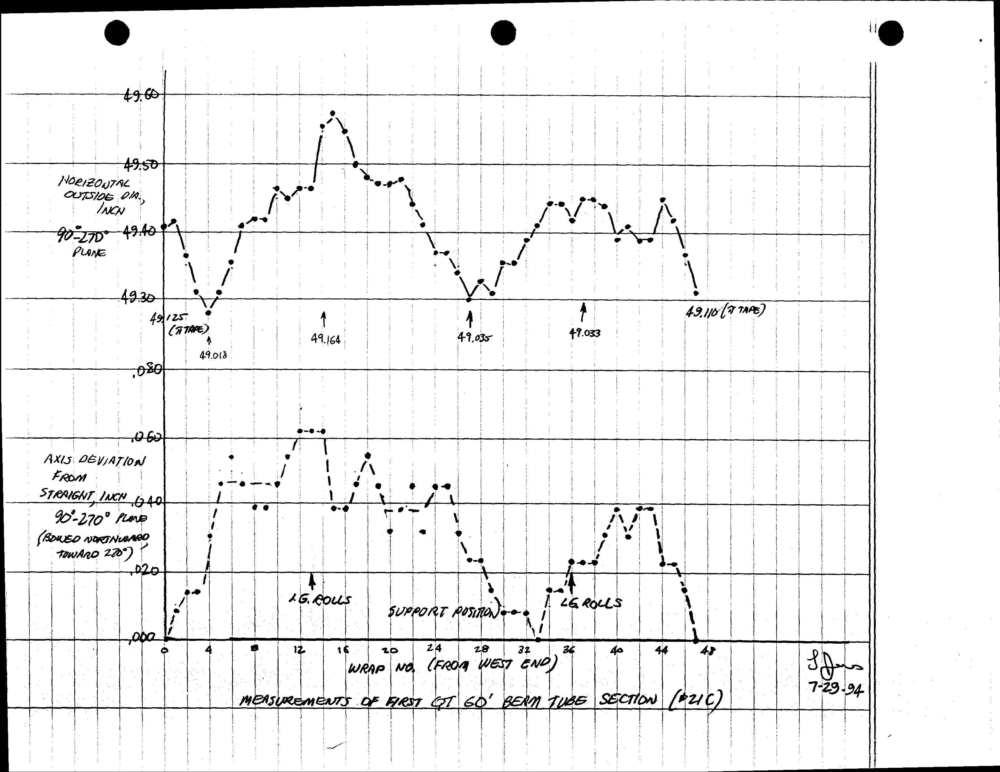 49.60
49.50
HORIZONTAL
OUTSIDE DIA.,
INCH
90°-270°
PLANE
49.40
49.30
49.125
(π TAPE)
49.018
49.164
49.035
49.033
49.110 (π TAPE)
.080
.060
AXIS DEVIATION
FROM
STRAIGHT, INCH
90°-270° PLANE
(BOWED NORTHWARD
TOWARD 270°)
.040
.020
LG. ROLLS
SUPPORT POSITION
LG. ROLLS
.000
0 4 8 12 16 20 24 28 32 36 40 44 48
WRAP NO. (FROM WEST END)
7-29-94
MEASUREMENTS OF FIRST QT 60' BEAM TUBE SECTION (#21C)